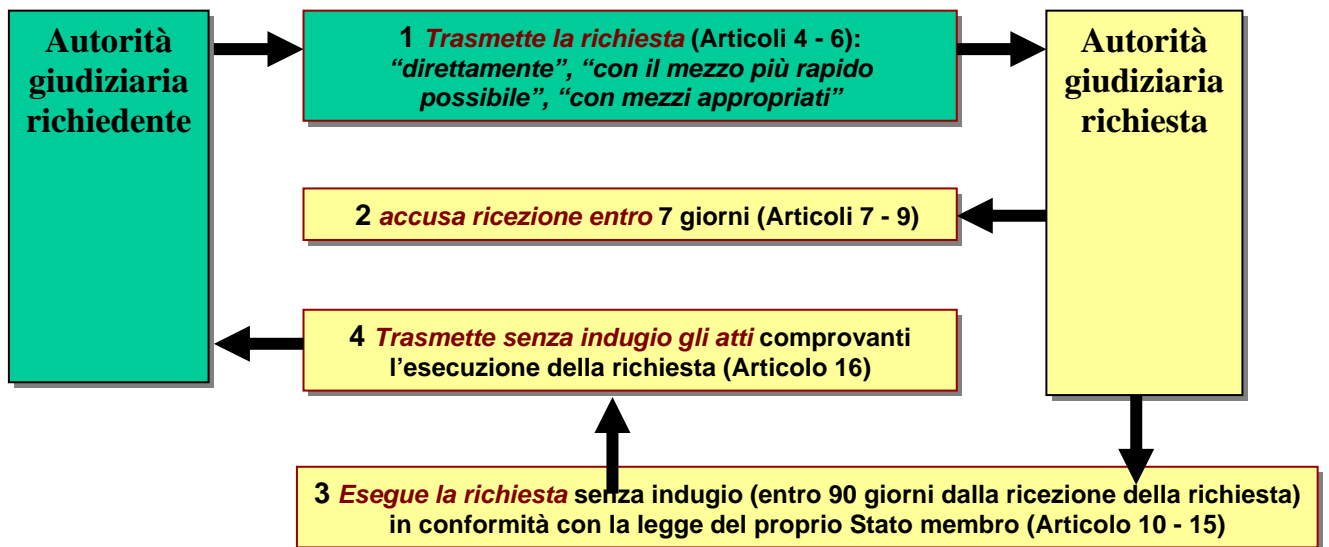 Autorità
giudiziaria
richiedente
1 Trasmette la richiesta (Articoli 4 - 6):
“direttamente”, “con il mezzo più rapido
possibile”, “con mezzi appropriati”
Autorità
giudiziaria
richiesta
2 accusa ricezione entro 7 giorni (Articoli 7 - 9)
4 Trasmette senza indugio gli atti comprovanti
l’esecuzione della richiesta (Articolo 16)
3 Esegue la richiesta senza indugio (entro 90 giorni dalla ricezione della richiesta)
in conformità con la legge del proprio Stato membro (Articolo 10 - 15)